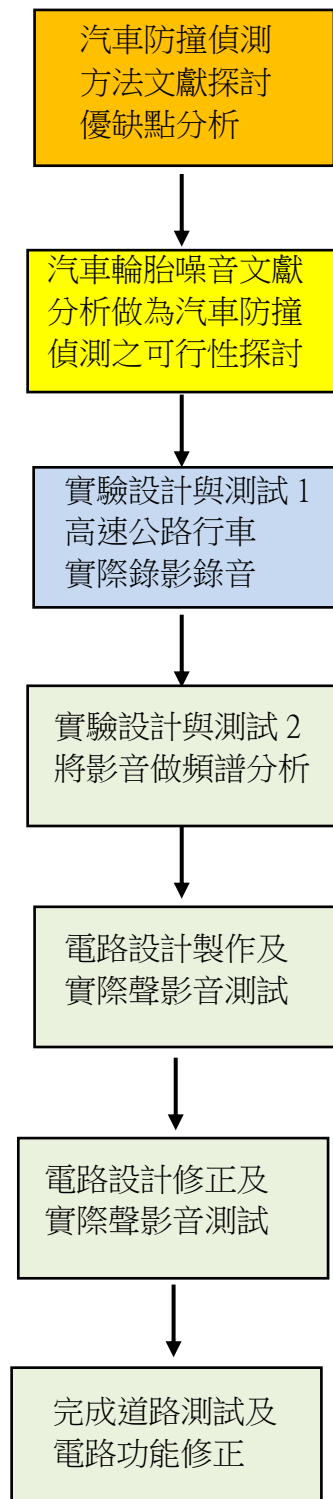 汽車防撞偵測
方法文獻探討
優缺點分析
汽車輪胎噪音文獻
分析做為汽車防撞
偵測之可行性探討
實驗設計與測試 1
高速公路行車
實際錄影錄音
實驗設計與測試 2
將影音做頻譜分析
電路設計製作及
實際聲影音測試
電路設計修正及
實際聲影音測試
完成道路測試及
電路功能修正